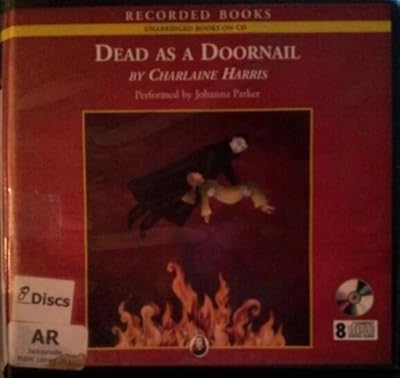 RECORDED BOOKS
UNABRIDGED BOOKS ON CD
DEAD AS A DOORNAIL
BY CHARLAINE HARRIS
Performed by Johanna Parker
8 Discs
AR
8